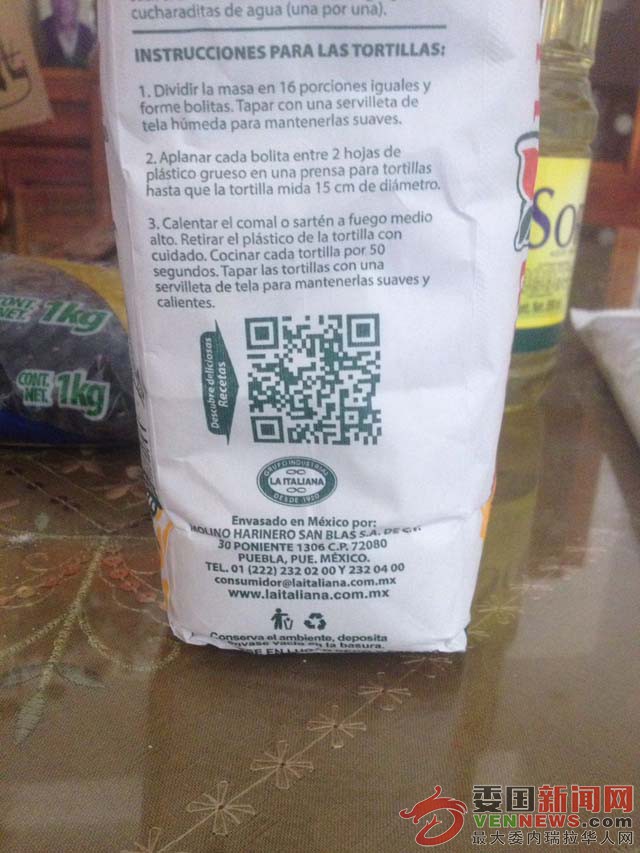 cucharaditas de agua (una por una).
INSTRUCCIONES PARA LAS TORTILLAS:
1. Dividir la masa en 16 porciones iguales y
forme bolitas. Tapar con una servilleta de
tela húmeda para mantenerlas suaves.
2. Aplanar cada bolita entre 2 hojas de
plástico grueso en una prensa para tortillas
hasta que la tortilla mida 15 cm de diámetro.
3. Calentar el comal o sartén a fuego medio
alto. Retirar el plástico de la tortilla con
cuidado. Cocinar cada tortilla por 50
segundos. Tapar las tortillas con una
servilleta de tela para mantenerlas suaves y
calientes.
Descubre deliciosas
Recetas
GRUPO INDUSTRIAL
LA ITALIANA
DESDE 1920
Envasado en México por:
MOLINO HARINERO SAN BLAS S.A. DE C.V.
30 PONIENTE 1306 C.P. 72080
PUEBLA, PUE. MÉXICO.
TEL. 01 (222) 232 02 00 Y 232 04 00
consumidor@laitaliana.com.mx
www.laitaliana.com.mx
Conserva el ambiente, deposita
envase vacío en la basura.
CONT. NET. 1kg
CONT. NET. 1kg
委国新闻网
VENNEWS.com
最大委内瑞拉华人网